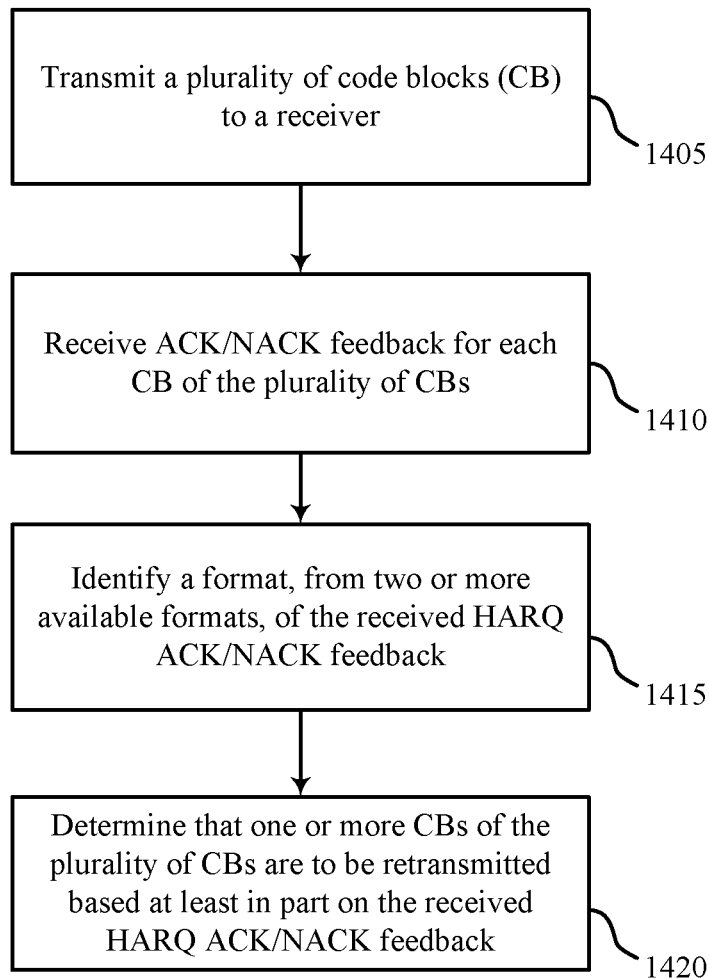 Transmit a plurality of code blocks (CB)
to a receiver
1405
Receive ACK/NACK feedback for each
CB of the plurality of CBs
1410
Identify a format, from two or more
available formats, of the received HARQ
ACK/NACK feedback
1415
Determine that one or more CBs of the
plurality of CBs are to be retransmitted
based at least in part on the received
HARQ ACK/NACK feedback
1420